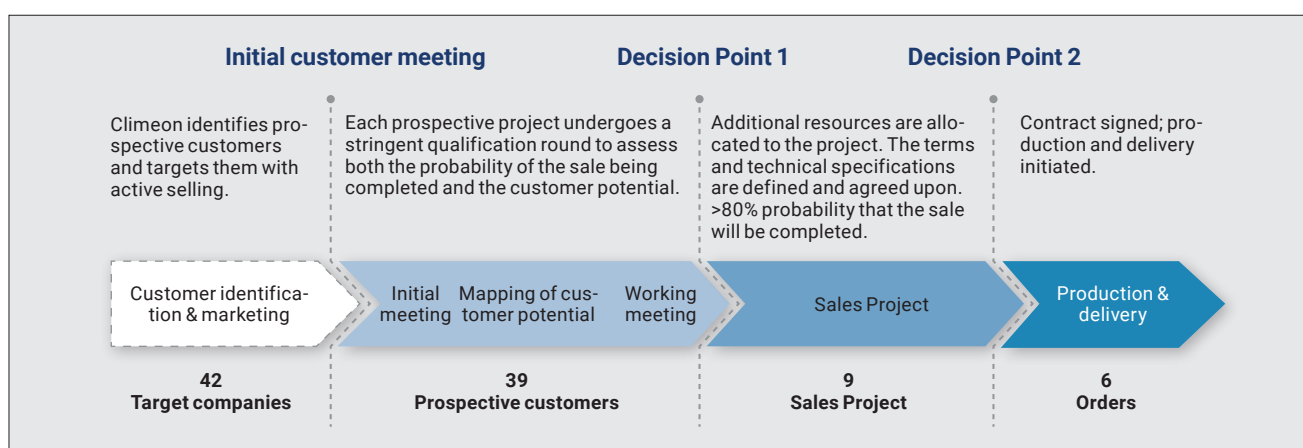 Initial customer meeting
Decision Point 1
Decision Point 2
Climeon identifies pro-
spective customers
and targets them with
active selling.
Each prospective project undergoes a
stringent qualification round to assess
both the probability of the sale being
completed and the customer potential.
Additional resources are allo-
cated to the project. The terms
and technical specifications
are defined and agreed upon.
>80% probability that the sale
will be completed.
Contract signed; pro-
duction and delivery
initiated.
Customer identifica-
tion & marketing
Initial
meeting
Mapping of cus-
tomer potential
Working
meeting
Sales Project
Production &
delivery
42
Target companies
39
Prospective customers
9
Sales Project
6
Orders